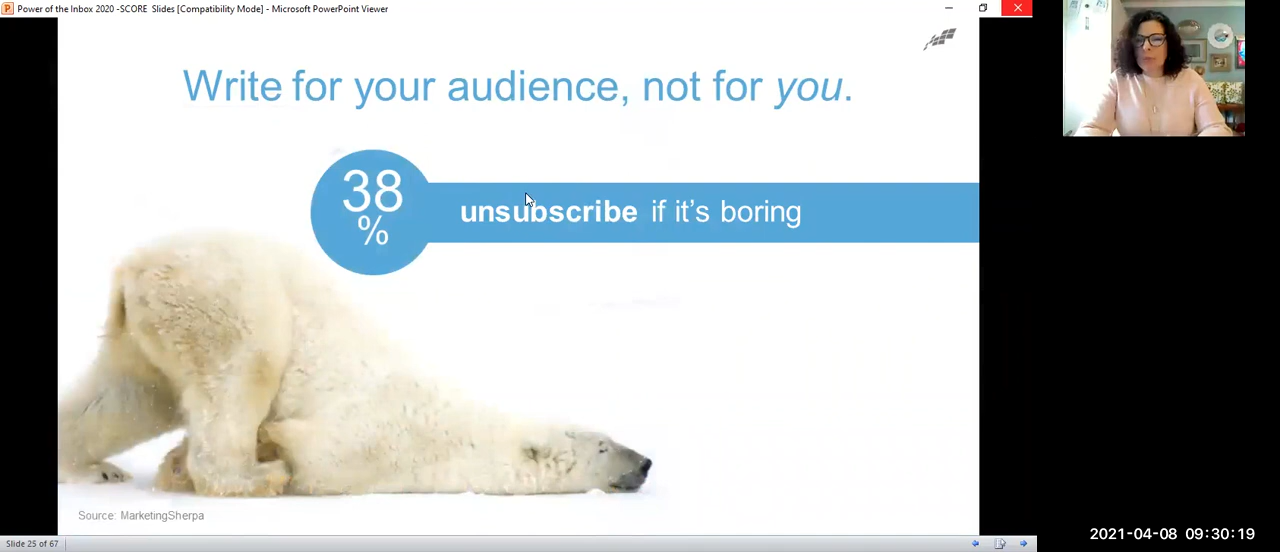 Power of the Inbox 2020 -SCORE  Slides [Compatibility Mode] - Microsoft PowerPoint Viewer
Write for your audience, not for you.
38
%
unsubscribe if it's boring
Source: MarketingSherpa
Slide 25 of 67
2021-04-08 09:30:19